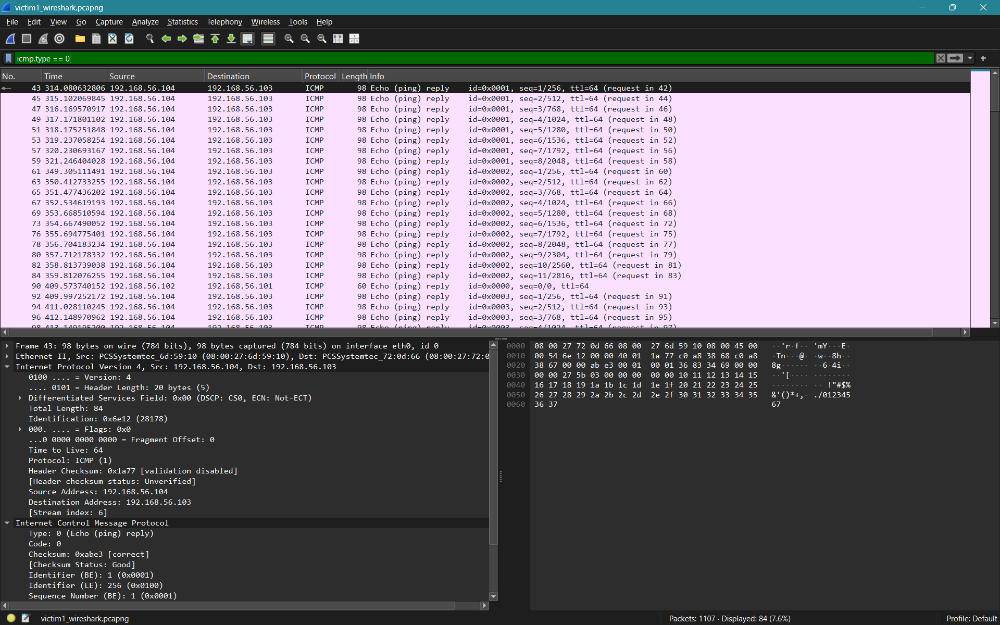 victim1_wireshark.pcapng
File Edit View Go Capture Analyze Statistics Telephony Wireless Tools Help
icmp.type == 0
No. Time Source Destination Protocol Length Info
43 314.080632806 192.168.56.104 192.168.56.103 ICMP 98 Echo (ping) reply id=0x0001, seq=1/256, ttl=64 (request in 42)
45 315.102069845 192.168.56.104 192.168.56.103 ICMP 98 Echo (ping) reply id=0x0001, seq=2/512, ttl=64 (request in 44)
47 316.169570917 192.168.56.104 192.168.56.103 ICMP 98 Echo (ping) reply id=0x0001, seq=3/768, ttl=64 (request in 46)
49 317.171801102 192.168.56.104 192.168.56.103 ICMP 98 Echo (ping) reply id=0x0001, seq=4/1024, ttl=64 (request in 48)
51 318.175251848 192.168.56.104 192.168.56.103 ICMP 98 Echo (ping) reply id=0x0001, seq=5/1280, ttl=64 (request in 50)
53 319.237058254 192.168.56.104 192.168.56.103 ICMP 98 Echo (ping) reply id=0x0001, seq=6/1536, ttl=64 (request in 52)
57 320.230693167 192.168.56.104 192.168.56.103 ICMP 98 Echo (ping) reply id=0x0001, seq=7/1792, ttl=64 (request in 56)
59 321.246404028 192.168.56.104 192.168.56.103 ICMP 98 Echo (ping) reply id=0x0001, seq=8/2048, ttl=64 (request in 58)
61 349.305111491 192.168.56.104 192.168.56.103 ICMP 98 Echo (ping) reply id=0x0002, seq=1/256, ttl=64 (request in 60)
63 350.412733255 192.168.56.104 192.168.56.103 ICMP 98 Echo (ping) reply id=0x0002, seq=2/512, ttl=64 (request in 62)
65 351.477436202 192.168.56.104 192.168.56.103 ICMP 98 Echo (ping) reply id=0x0002, seq=3/768, ttl=64 (request in 64)
67 352.534619193 192.168.56.104 192.168.56.103 ICMP 98 Echo (ping) reply id=0x0002, seq=4/1024, ttl=64 (request in 66)
69 353.668510594 192.168.56.104 192.168.56.103 ICMP 98 Echo (ping) reply id=0x0002, seq=5/1280, ttl=64 (request in 68)
73 354.667490052 192.168.56.104 192.168.56.103 ICMP 98 Echo (ping) reply id=0x0002, seq=6/1536, ttl=64 (request in 72)
76 355.694775401 192.168.56.104 192.168.56.103 ICMP 98 Echo (ping) reply id=0x0002, seq=7/1792, ttl=64 (request in 75)
78 356.704183234 192.168.56.104 192.168.56.103 ICMP 98 Echo (ping) reply id=0x0002, seq=8/2048, ttl=64 (request in 77)
80 357.712178332 192.168.56.104 192.168.56.103 ICMP 98 Echo (ping) reply id=0x0002, seq=9/2304, ttl=64 (request in 79)
82 358.813739038 192.168.56.104 192.168.56.103 ICMP 98 Echo (ping) reply id=0x0002, seq=10/2560, ttl=64 (request in 81)
84 359.812076255 192.168.56.104 192.168.56.103 ICMP 98 Echo (ping) reply id=0x0002, seq=11/2816, ttl=64 (request in 83)
90 409.573740152 192.168.56.102 192.168.56.101 ICMP 60 Echo (ping) reply id=0x0000, seq=0/0, ttl=64
92 409.997252172 192.168.56.104 192.168.56.103 ICMP 98 Echo (ping) reply id=0x0003, seq=1/256, ttl=64 (request in 91)
94 411.028110245 192.168.56.104 192.168.56.103 ICMP 98 Echo (ping) reply id=0x0003, seq=2/512, ttl=64 (request in 93)
96 412.148970962 192.168.56.104 192.168.56.103 ICMP 98 Echo (ping) reply id=0x0003, seq=3/768, ttl=64 (request in 95)
98 413.149195200 192.168.56.104 192.168.56.103 ICMP 98 Echo (ping) reply id=0x0003, seq=4/1024, ttl=64 (request in 97)
Frame 43: 98 bytes on wire (784 bits), 98 bytes captured (784 bits) on interface eth0, id 0
Ethernet II, Src: PCSSystemtec_6d:59:10 (08:00:27:6d:59:10), Dst: PCSSystemtec_72:0d:66 (08:00:27:72:0
Internet Protocol Version 4, Src: 192.168.56.104, Dst: 192.168.56.103
0100 .... = Version: 4
.... 0101 = Header Length: 20 bytes (5)
Differentiated Services Field: 0x00 (DSCP: CS0, ECN: Not-ECT)
Total Length: 84
Identification: 0x6e12 (28178)
000. .... = Flags: 0x0
...0 0000 0000 0000 = Fragment Offset: 0
Time to Live: 64
Protocol: ICMP (1)
Header Checksum: 0x1a77 [validation disabled]
[Header checksum status: Unverified]
Source Address: 192.168.56.104
Destination Address: 192.168.56.103
[Stream index: 6]
Internet Control Message Protocol
Type: 0 (Echo (ping) reply)
Code: 0
Checksum: 0xabe3 [correct]
[Checksum Status: Good]
Identifier (BE): 1 (0x0001)
Identifier (LE): 256 (0x0100)
Sequence Number (BE): 1 (0x0001)
0000 08 00 27 72 0d 66 08 00 27 6d 59 10 08 00 45 00 ··'r·f·· 'mY···E·
0010 00 54 6e 12 00 00 40 01 1a 77 c0 a8 38 68 c0 a8 ·Tn···@· ·w··8h··
0020 38 67 00 00 ab e3 00 01 00 01 36 83 34 69 00 00 8g······ ··6·4i··
0030 00 00 27 5b 03 00 00 00 00 00 10 11 12 13 14 15 ··'[···· ········
0040 16 17 18 19 1a 1b 1c 1d 1e 1f 20 21 22 23 24 25 ········ ·· !"#$%
0050 26 27 28 29 2a 2b 2c 2d 2e 2f 30 31 32 33 34 35 &'()*+,- ./012345
0060 36 37 67
victim1_wireshark.pcapng
Packets: 1107 · Displayed: 84 (7.6%)
Profile: Default